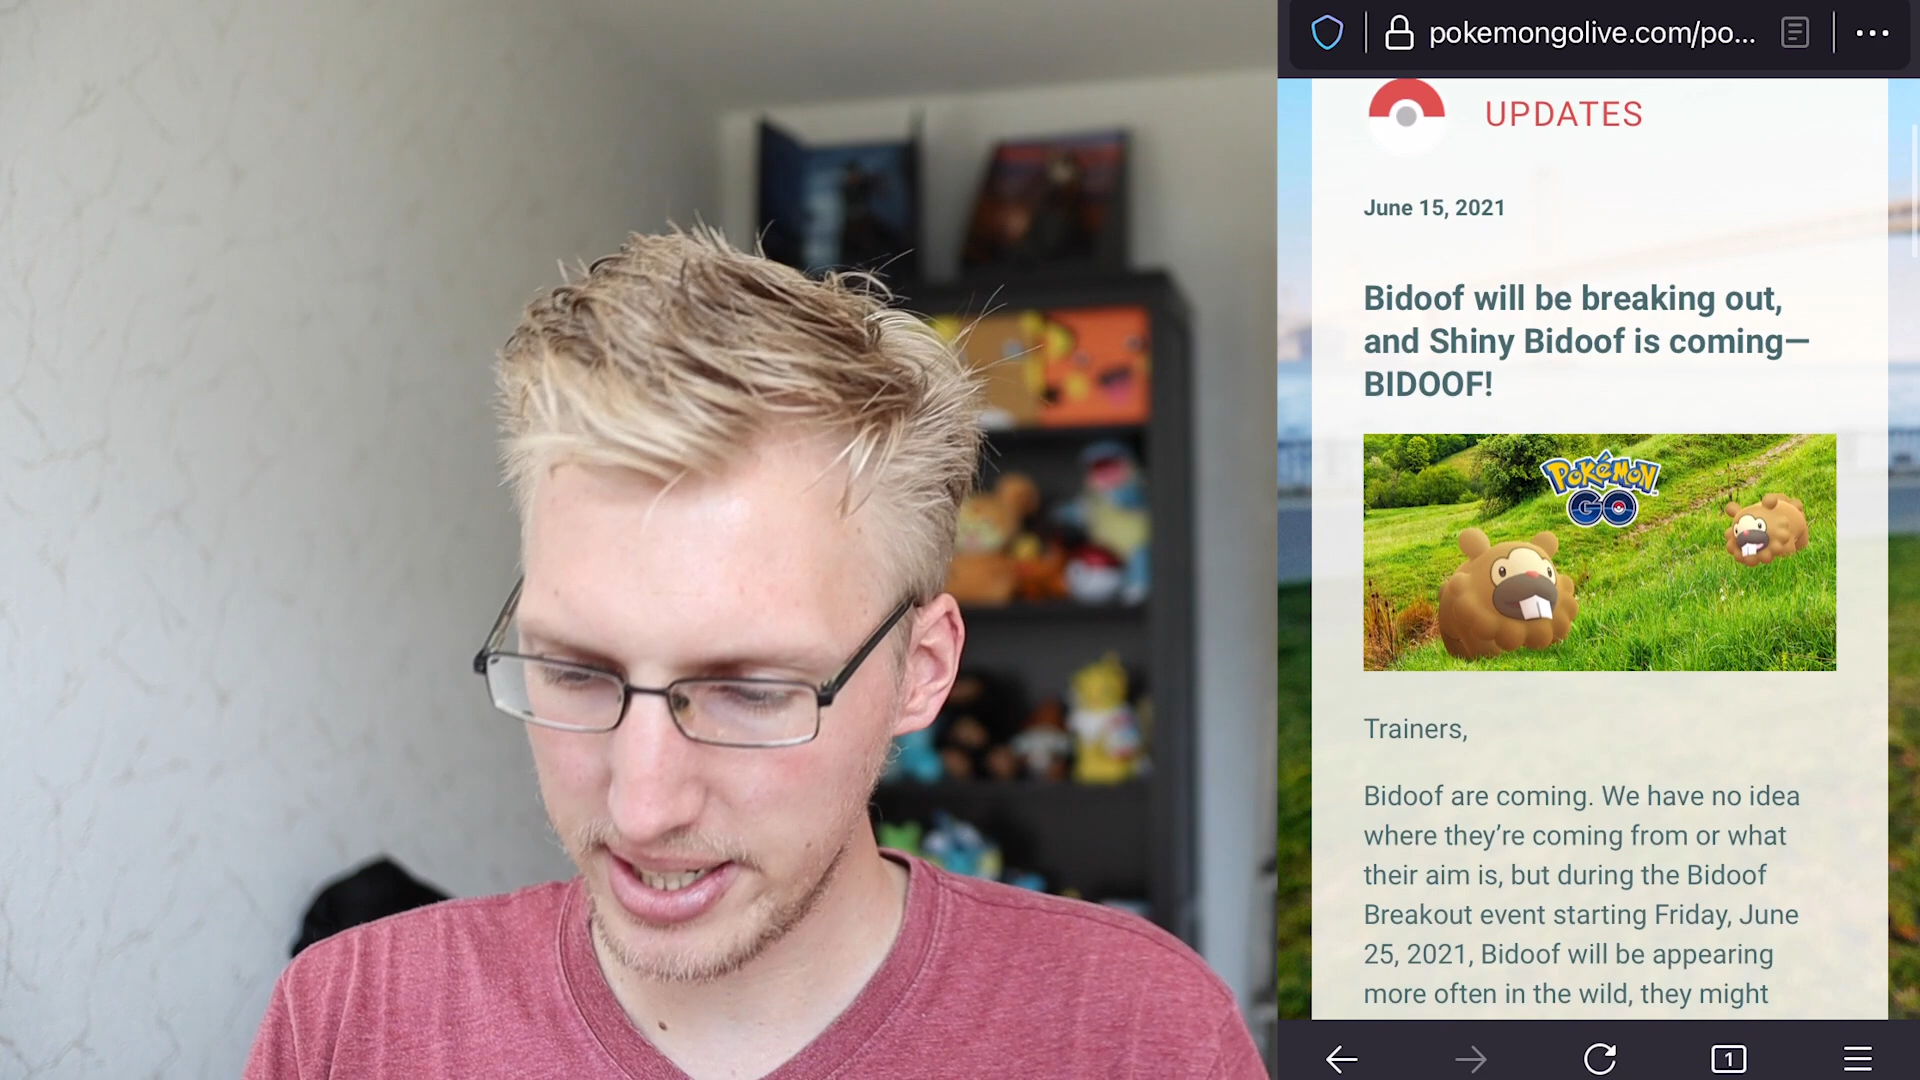 pokemongolive.com/po...
UPDATES
June 15, 2021
Bidoof will be breaking out,
and Shiny Bidoof is coming—
BIDOOF!
POKéMON
GO
Trainers,
Bidoof are coming. We have no idea
where they’re coming from or what
their aim is, but during the Bidoof
Breakout event starting Friday, June
25, 2021, Bidoof will be appearing
more often in the wild, they might
1